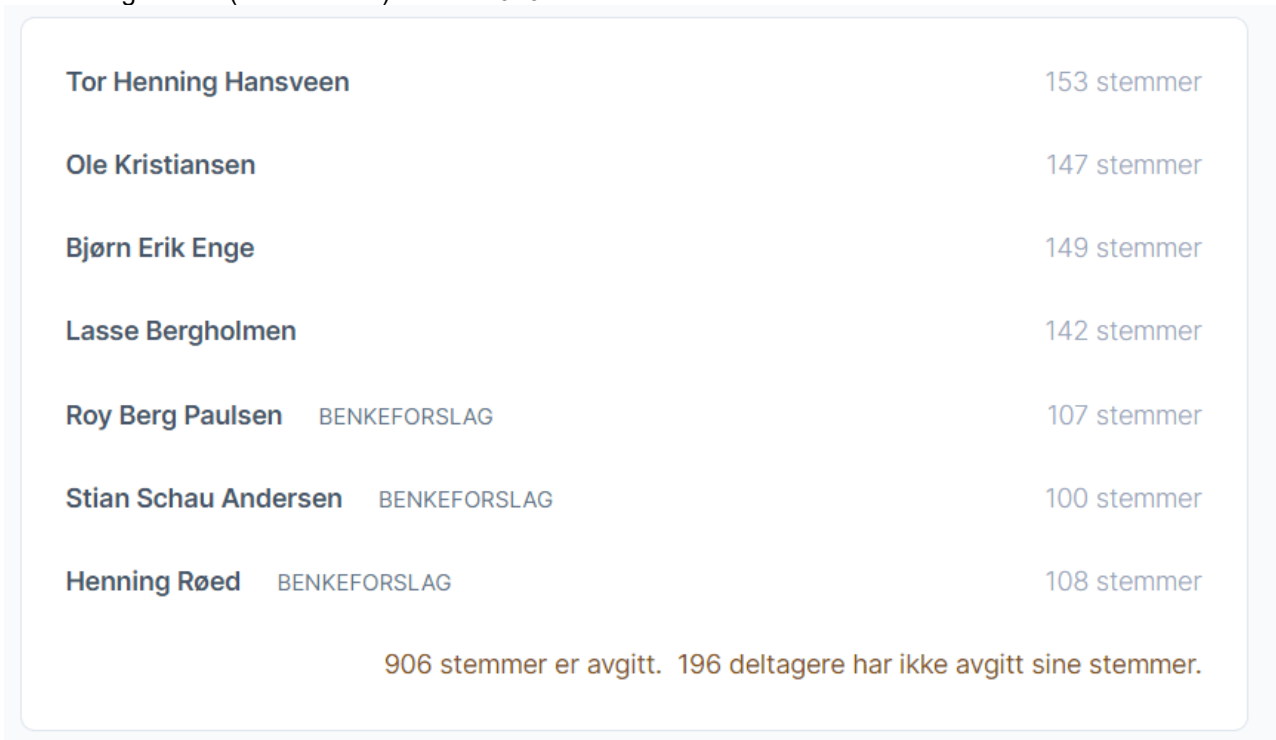 Tor Henning Hansveen 153 stemmer
Ole Kristiansen 147 stemmer
Bjørn Erik Enge 149 stemmer
Lasse Bergholmen 142 stemmer
Roy Berg Paulsen BENKEFORSLAG 107 stemmer
Stian Schau Andersen BENKEFORSLAG 100 stemmer
Henning Røed BENKEFORSLAG 108 stemmer
906 stemmer er avgitt. 196 deltagere har ikke avgitt sine stemmer.